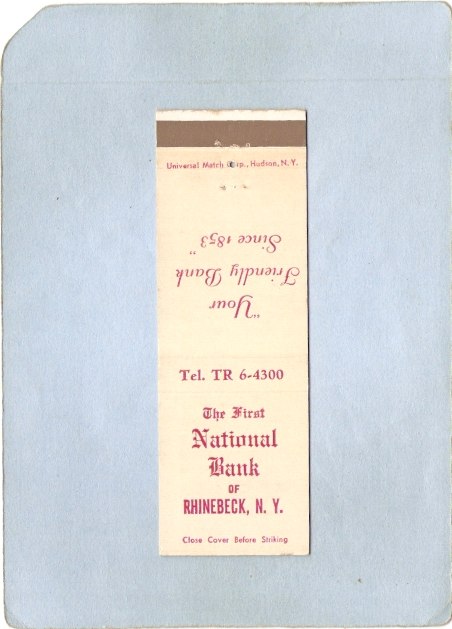 Universal Match Corp., Hudson, N. Y.
"Your
Friendly Bank
Since 1853"
Tel. TR 6-4300
The First
National
Bank
OF
RHINEBECK, N. Y.
Close Cover Before Striking